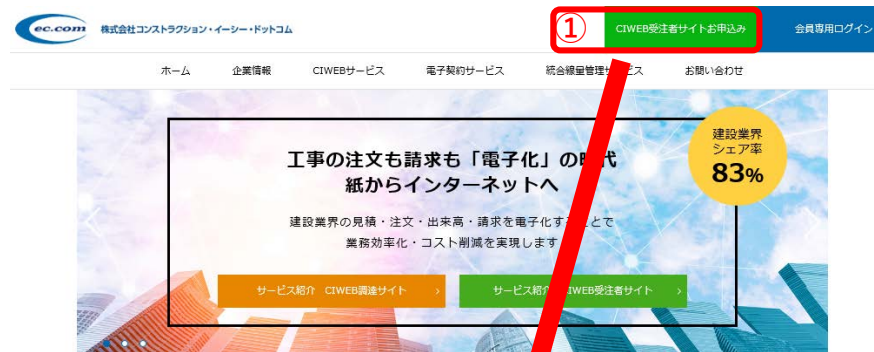 ec.com 株式会社コンストラクション・イーシー・ドットコム
①
CIWEB受注者サイトお申込み
会員専用ログイン
ホーム 企業情報 CIWEBサービス 電子契約サービス 統合線量管理サービス お問い合わせ
建設業界
シェア率
83%
工事の注文も請求も「電子化」の時代
紙からインターネットへ
建設業界の見積・注文・出来高・請求を電子化することで
業務効率化・コスト削減を実現します
サービス紹介 CIWEB調達サイト >
サービス紹介 CIWEB受注者サイト >